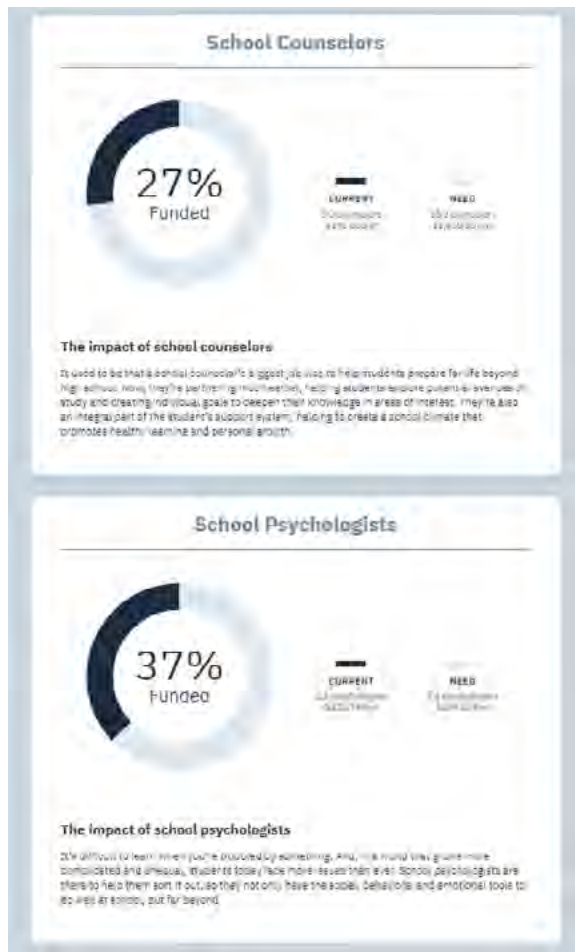 School Counselors
27%
Funded
CURRENT
NEED
The impact of school counselors
It used to be that a school counselor's biggest job was to help students prepare for life beyond
high school. Now, they're partnering much earlier, helping students explore potential avenues of
study and creating individual goals to deepen their knowledge in areas of interest. They're also
an integral part of the student's support system, helping to create a school climate that
promotes healthy learning and personal growth.
School Psychologists
37%
Funded
CURRENT
NEED
The impact of school psychologists
It's difficult to learn when you're troubled by something. And, in a world that grows more
complicated and unequal, students today face more issues than ever. School psychologists are
there to help them sort it out, so they not only have the social, behavioral and emotional tools to
do well at school, but far beyond.